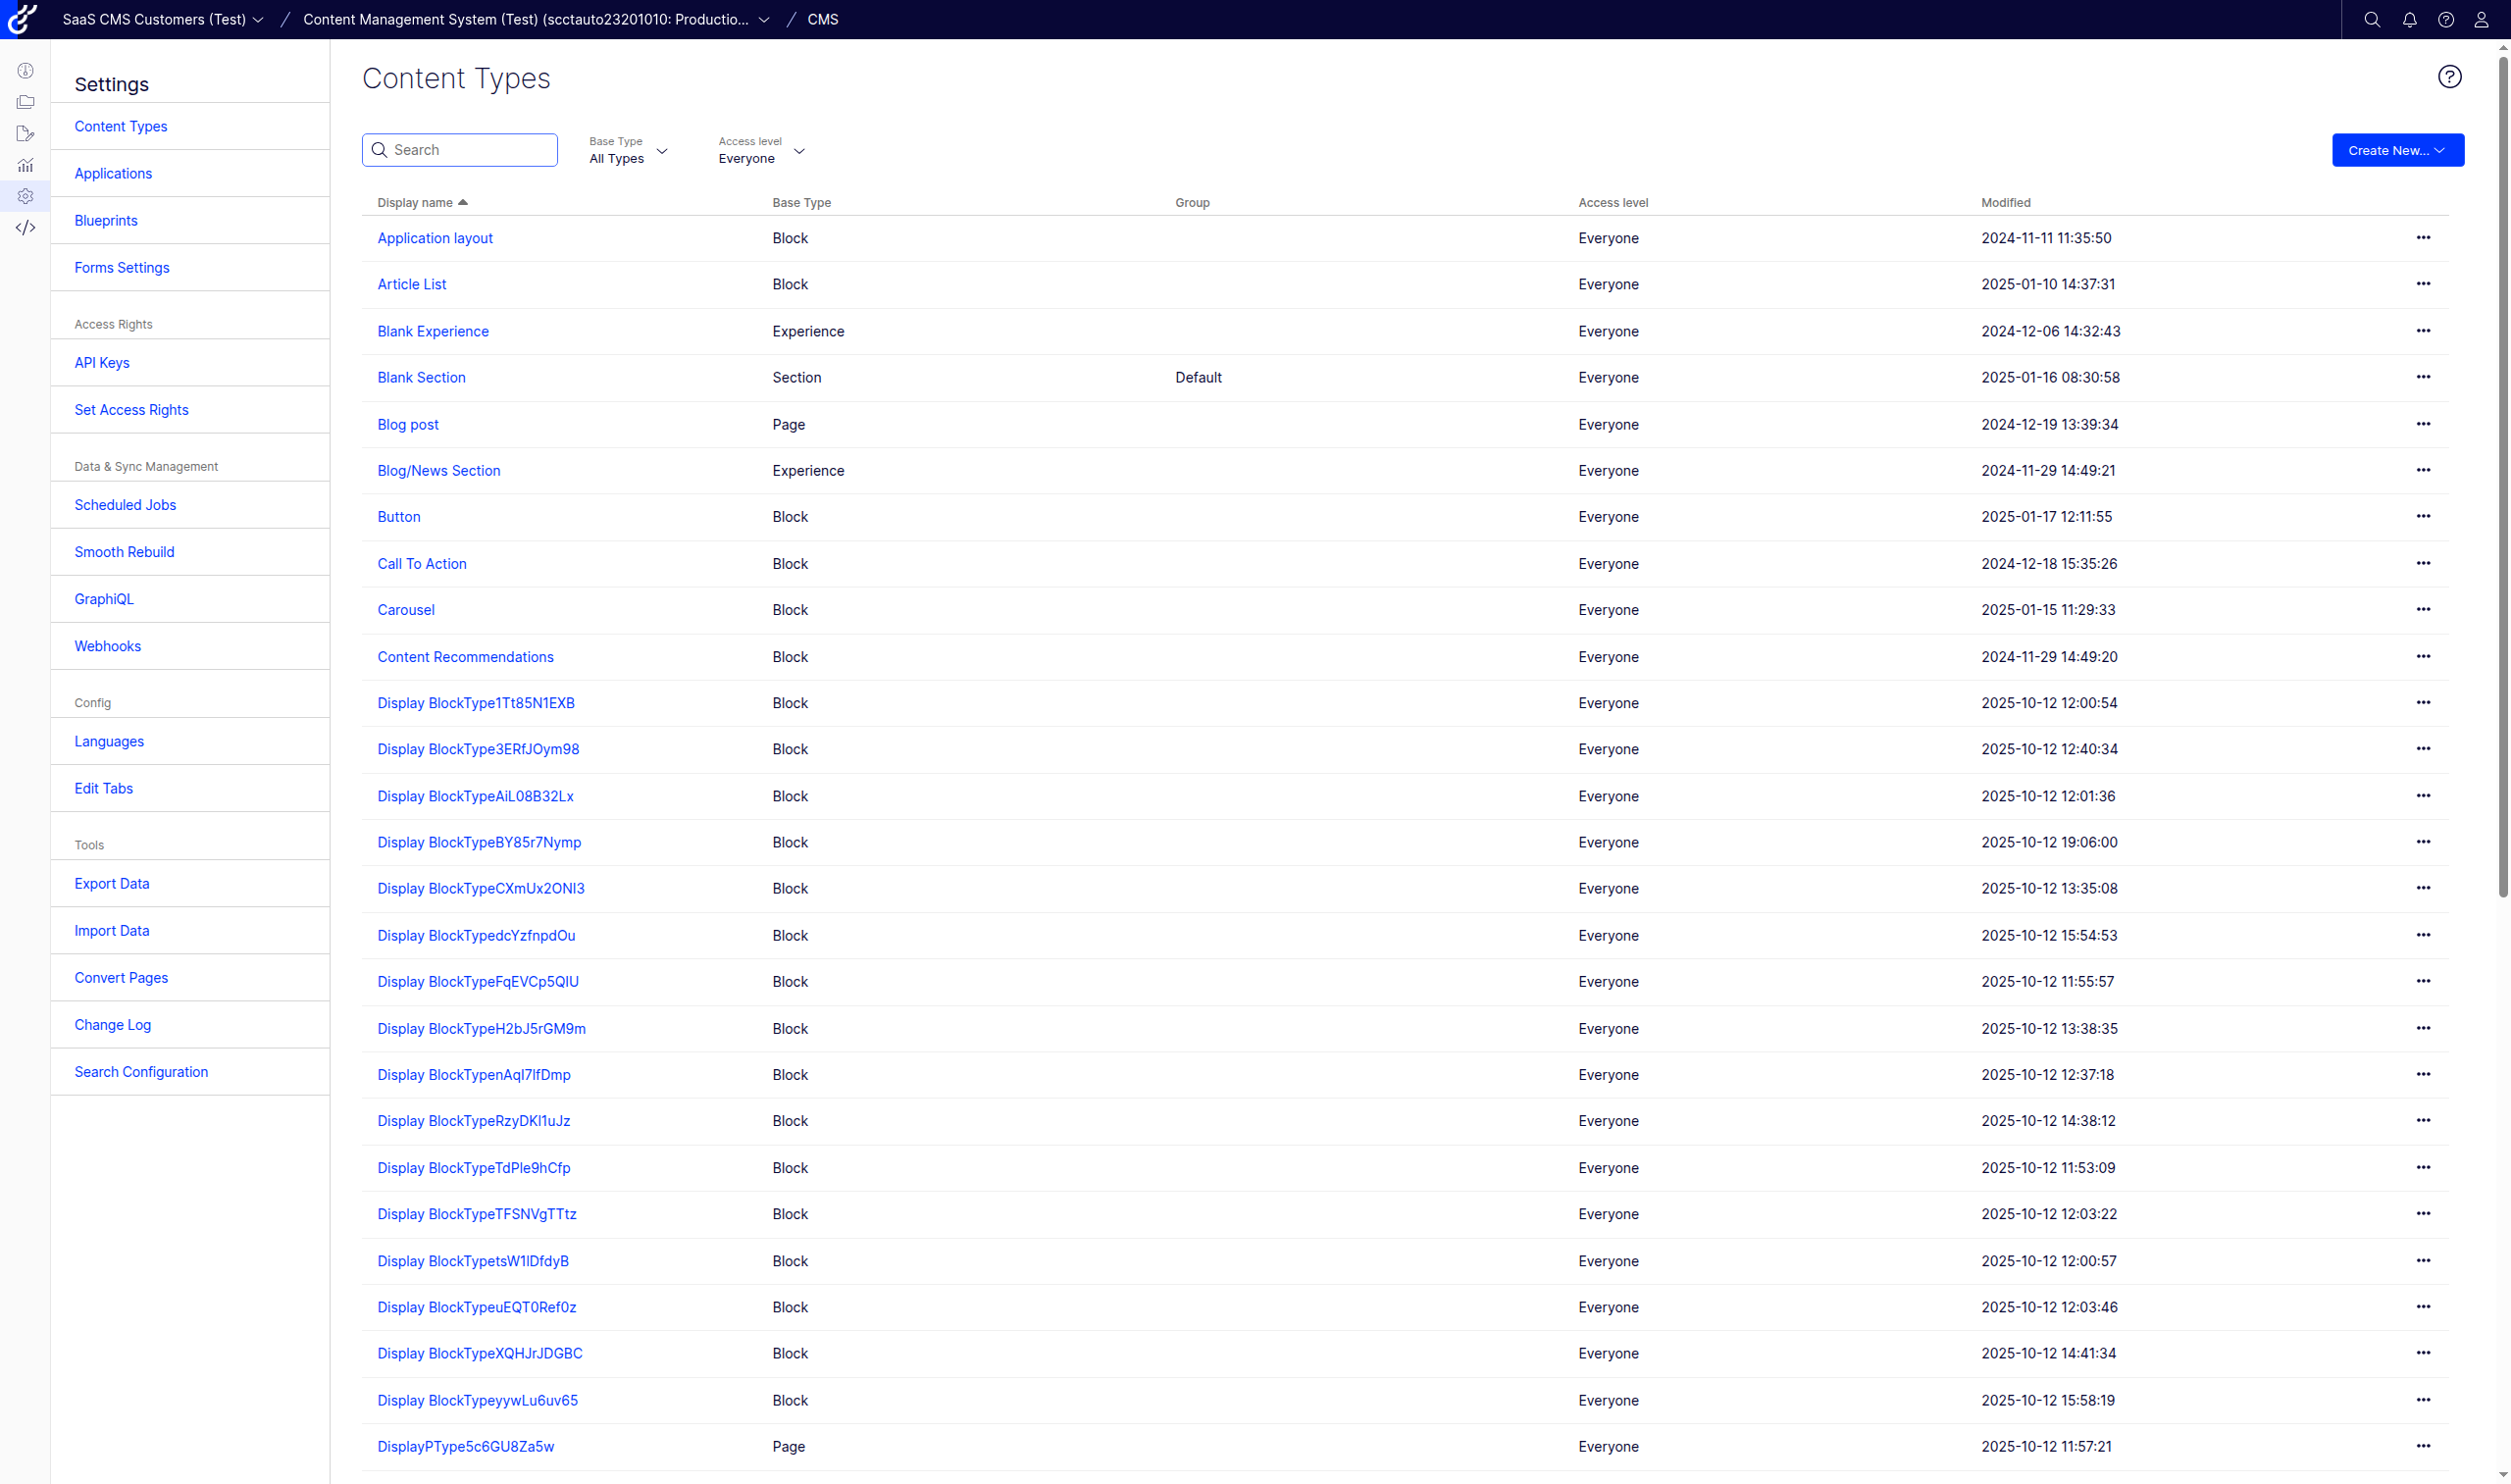 SaaS CMS Customers (Test) / Content Management System (Test) (scctauto23201010: Productio... / CMS
Settings
Content Types
Applications
Blueprints
Forms Settings
Access Rights
API Keys
Set Access Rights
Data & Sync Management
Scheduled Jobs
Smooth Rebuild
GraphiQL
Webhooks
Config
Languages
Edit Tabs
Tools
Export Data
Import Data
Convert Pages
Change Log
Search Configuration
Content Types
Search
Base Type
All Types
Access level
Everyone
Create New...
Display name Base Type Group Access level Modified
Application layout Block Everyone 2024-11-11 11:35:50
Article List Block Everyone 2025-01-10 14:37:31
Blank Experience Experience Everyone 2024-12-06 14:32:43
Blank Section Section Default Everyone 2025-01-16 08:30:58
Blog post Page Everyone 2024-12-19 13:39:34
Blog/News Section Experience Everyone 2024-11-29 14:49:21
Button Block Everyone 2025-01-17 12:11:55
Call To Action Block Everyone 2024-12-18 15:35:26
Carousel Block Everyone 2025-01-15 11:29:33
Content Recommendations Block Everyone 2024-11-29 14:49:20
Display BlockType1Tt85N1EXB Block Everyone 2025-10-12 12:00:54
Display BlockType3ERfJOym98 Block Everyone 2025-10-12 12:40:34
Display BlockTypeAiL08B32Lx Block Everyone 2025-10-12 12:01:36
Display BlockTypeBY85r7Nymp Block Everyone 2025-10-12 19:06:00
Display BlockTypeCXmUx2ONI3 Block Everyone 2025-10-12 13:35:08
Display BlockTypedcYzfnpdOu Block Everyone 2025-10-12 15:54:53
Display BlockTypeFqEVCp5QIU Block Everyone 2025-10-12 11:55:57
Display BlockTypeH2bJ5rGM9m Block Everyone 2025-10-12 13:38:35
Display BlockTypenAqI7lfDmp Block Everyone 2025-10-12 12:37:18
Display BlockTypeRzyDKl1uJz Block Everyone 2025-10-12 14:38:12
Display BlockTypeTdPle9hCfp Block Everyone 2025-10-12 11:53:09
Display BlockTypeTFSNVgTTtz Block Everyone 2025-10-12 12:03:22
Display BlockTypetsW1lDfdyB Block Everyone 2025-10-12 12:00:57
Display BlockTypeuEQT0Ref0z Block Everyone 2025-10-12 12:03:46
Display BlockTypeXQHJrJDGBC Block Everyone 2025-10-12 14:41:34
Display BlockTypeyywLu6uv65 Block Everyone 2025-10-12 15:58:19
DisplayPType5c6GU8Za5w Page Everyone 2025-10-12 11:57:21